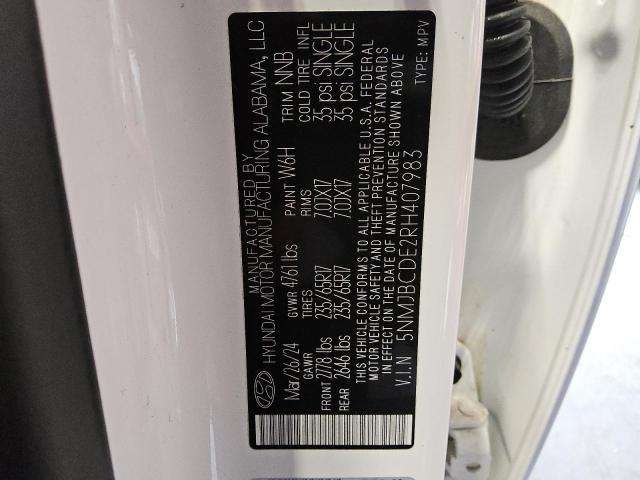 MANUFACTURED BY
HYUNDAI MOTOR MANUFACTURING ALABAMA, LLC
Mar/26/24 GVWR 4761 lbs PAINT W6H TRIM NNB
GAWR TIRES RIMS COLD TIRE INFL
FRONT 2778 lbs 235/65R17 7.0JX17 35 psi SINGLE
REAR 2646 lbs 235/65R17 7.0JX17 35 psi SINGLE
THIS VEHICLE CONFORMS TO ALL APPLICABLE U.S.A. FEDERAL
MOTOR VEHICLE SAFETY AND THEFT PREVENTION STANDARDS
IN EFFECT ON THE DATE OF MANUFACTURE SHOWN ABOVE
V.I.N 5NMJBCDE2RH407983 TYPE: MPV